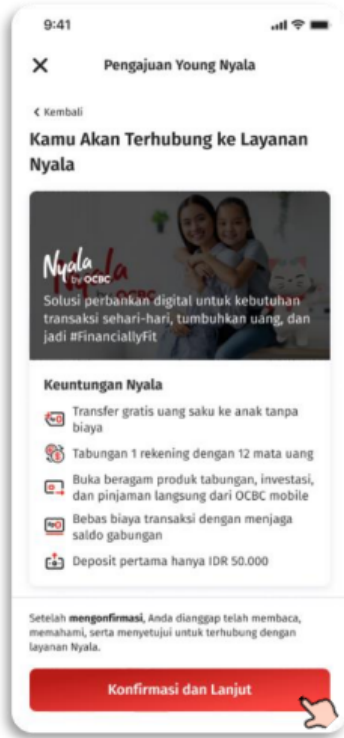 9:41
Pengajuan Young Nyala
Kembali
Kamu Akan Terhubung ke Layanan
Nyala
Nyala
by OCBC
Solusi perbankan digital untuk kebutuhan
transaksi sehari-hari, tumbuhkan uang, dan
jadi #FinanciallyFit
Keuntungan Nyala
Transfer gratis uang saku ke anak tanpa
biaya
Tabungan 1 rekening dengan 12 mata uang
Buka beragam produk tabungan, investasi,
dan pinjaman langsung dari OCBC mobile
Bebas biaya transaksi dengan menjaga
saldo gabungan
Deposit pertama hanya IDR 50.000
Setelah mengonfirmasi, Anda dianggap telah membaca,
memahami, serta menyetujui untuk terhubung dengan
layanan Nyala.
Konfirmasi dan Lanjut